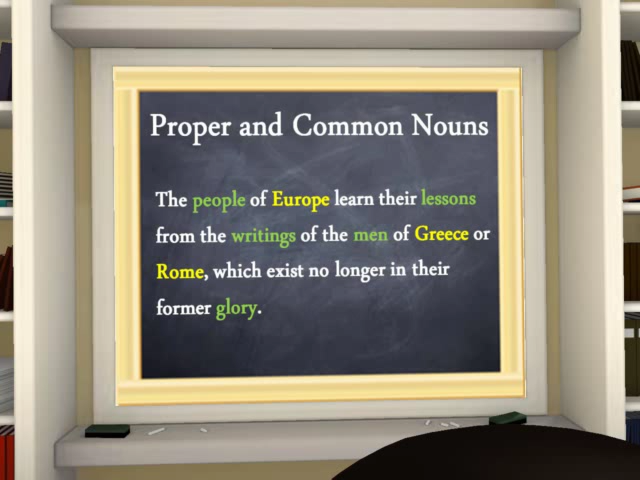 Proper and Common Nouns
The people of Europe learn their lessons
from the writings of the men of Greece or
Rome, which exist no longer in their
former glory.